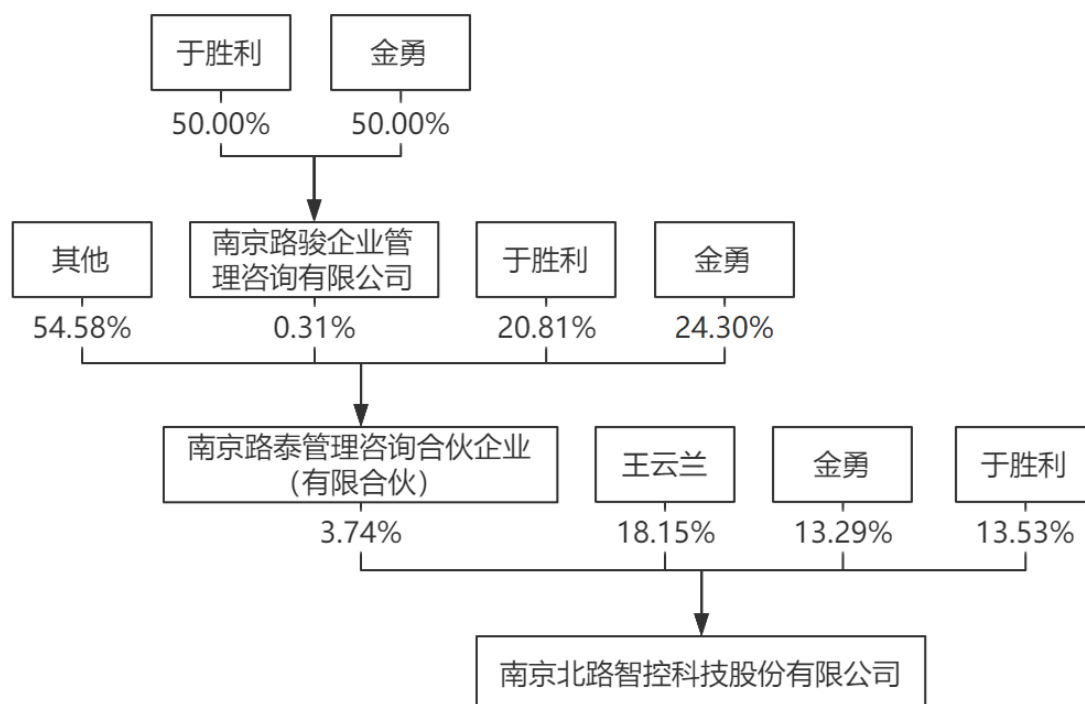 于胜利
金勇
50.00%
50.00%
其他
南京路骏企业管
理咨询有限公司
于胜利
金勇
54.58%
0.31%
20.81%
24.30%
南京路泰管理咨询合伙企业
（有限合伙）
王云兰
金勇
于胜利
3.74%
18.15%
13.29%
13.53%
南京北路智控科技股份有限公司